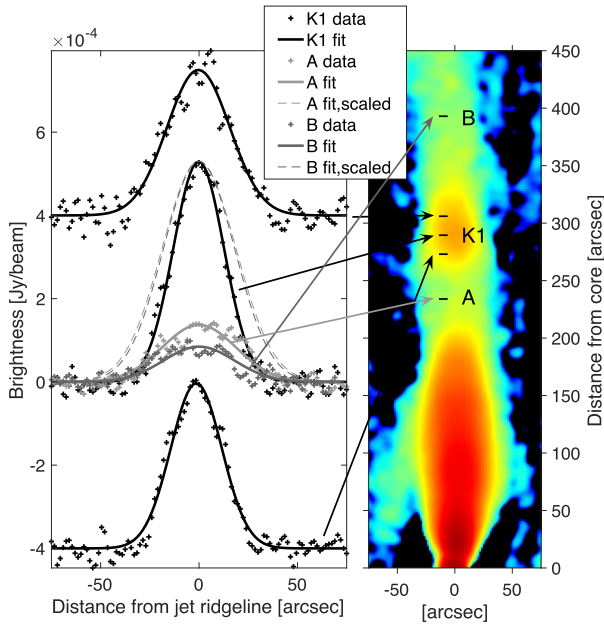 ×10⁻⁴
K1 data
K1 fit
A data
A fit
A fit,scaled
B data
B fit
B fit,scaled
6
4
2
0
-2
-4
Brightness [Jy/beam]
-50 0 50
Distance from jet ridgeline [arcsec]
B
K1
A
450
400
350
300
250
200
150
100
50
0
Distance from core [arcsec]
-50 0 50
[arcsec]